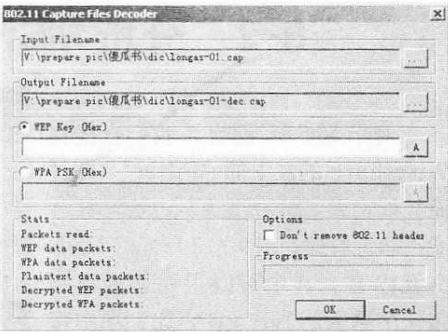 802.11 Capture Files Decoder
Input Filename
V:\prepare pic\傻瓜书\dic\longas-01.cap
...
Output Filename
V:\prepare pic\傻瓜书\dic\longas-01-dec.cap
...
WEP Key (Hex)
A
WPA PSK (Hex)
A
Stats
Packets read:
WEP data packets:
WPA data packets:
Plaintext data packets:
Decrypted WEP packets:
Decrypted WPA packets:
Options
Don't remove 802.11 header
Progress
OK
Cancel